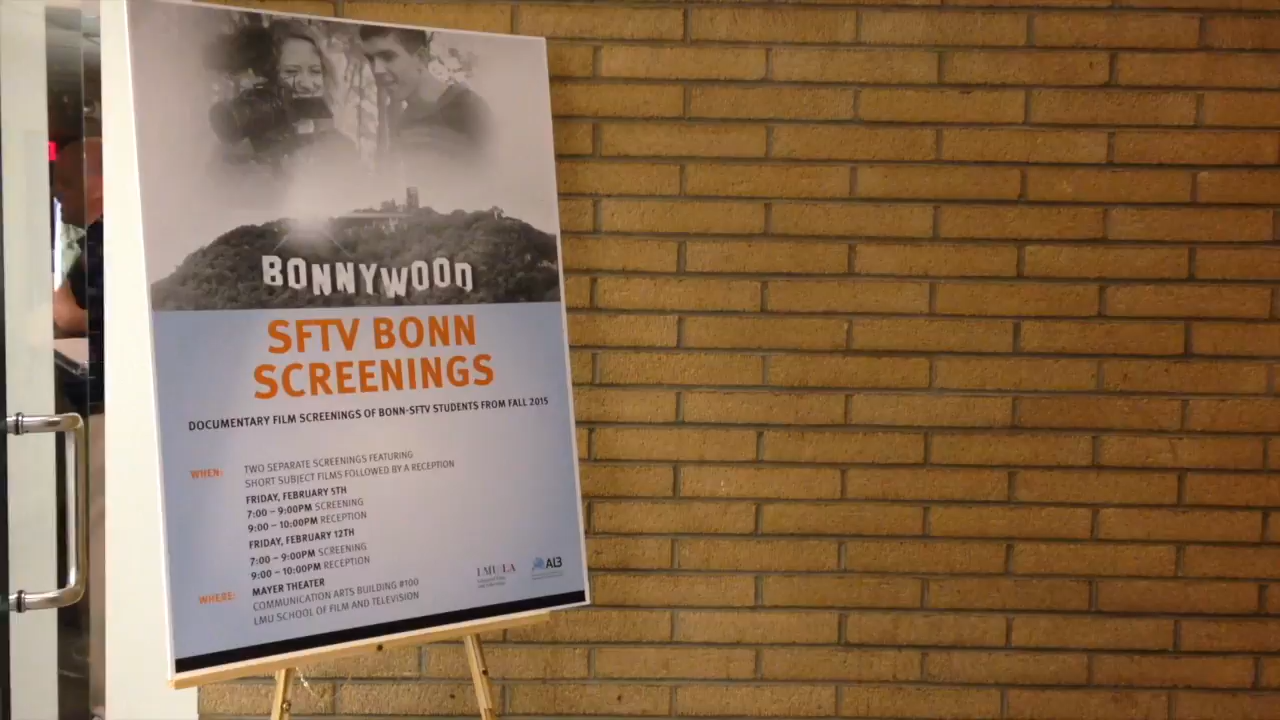 BONNYWOOD
SFTV BONN
SCREENINGS
DOCUMENTARY FILM SCREENINGS OF BONN-SFTV STUDENTS FROM FALL 2015
WHEN: TWO SEPARATE SCREENINGS FEATURING
SHORT SUBJECT FILMS FOLLOWED BY A RECEPTION
FRIDAY, FEBRUARY 5TH
7:00 – 9:00PM SCREENING
9:00 – 10:00PM RECEPTION
FRIDAY, FEBRUARY 12TH
7:00 – 9:00PM SCREENING
9:00 – 10:00PM RECEPTION
WHERE: MAYER THEATER
COMMUNICATION ARTS BUILDING #100
LMU SCHOOL OF FILM AND TELEVISION
LMU LA
AIB